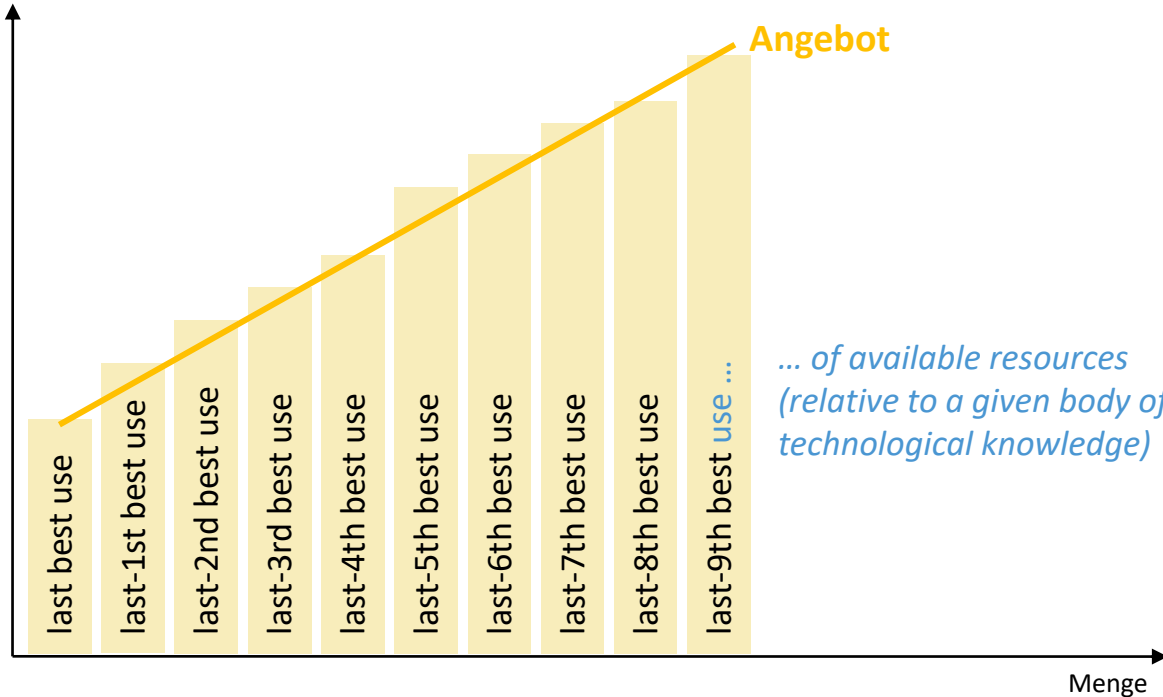 Angebot
last best use
last-1st best use
last-2nd best use
last-3rd best use
last-4th best use
last-5th best use
last-6th best use
last-7th best use
last-8th best use
last-9th best use ...
... of available resources
(relative to a given body of
technological knowledge)
Menge